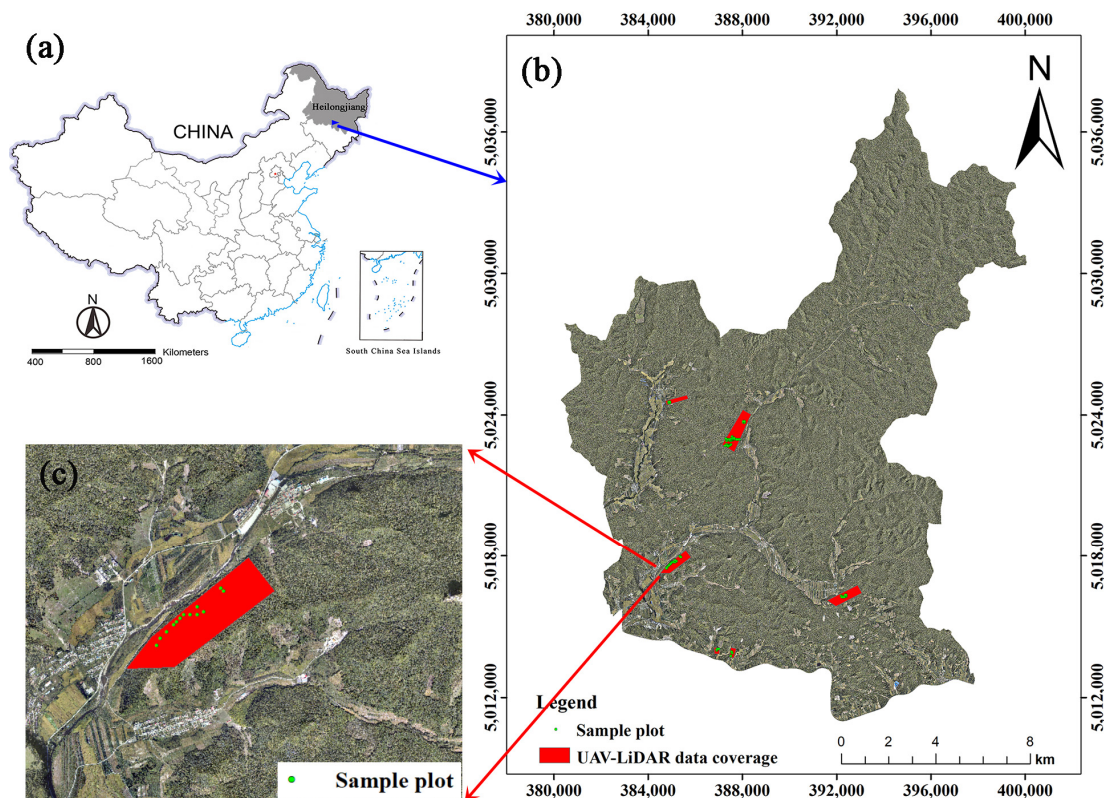 (a)
Heilongjiang
CHINA
N
400 800 1600 Kilometers
South China Sea Islands
(b)
380,000 384,000 388,000 392,000 396,000 400,000
N
5,036,000
5,030,000
5,024,000
5,018,000
5,012,000
5,036,000
5,030,000
5,024,000
5,018,000
5,012,000
Legend
Sample plot
UAV-LiDAR data coverage
0 2 4 8
km
380,000 384,000 388,000 392,000 396,000 400,000
(c)
Sample plot